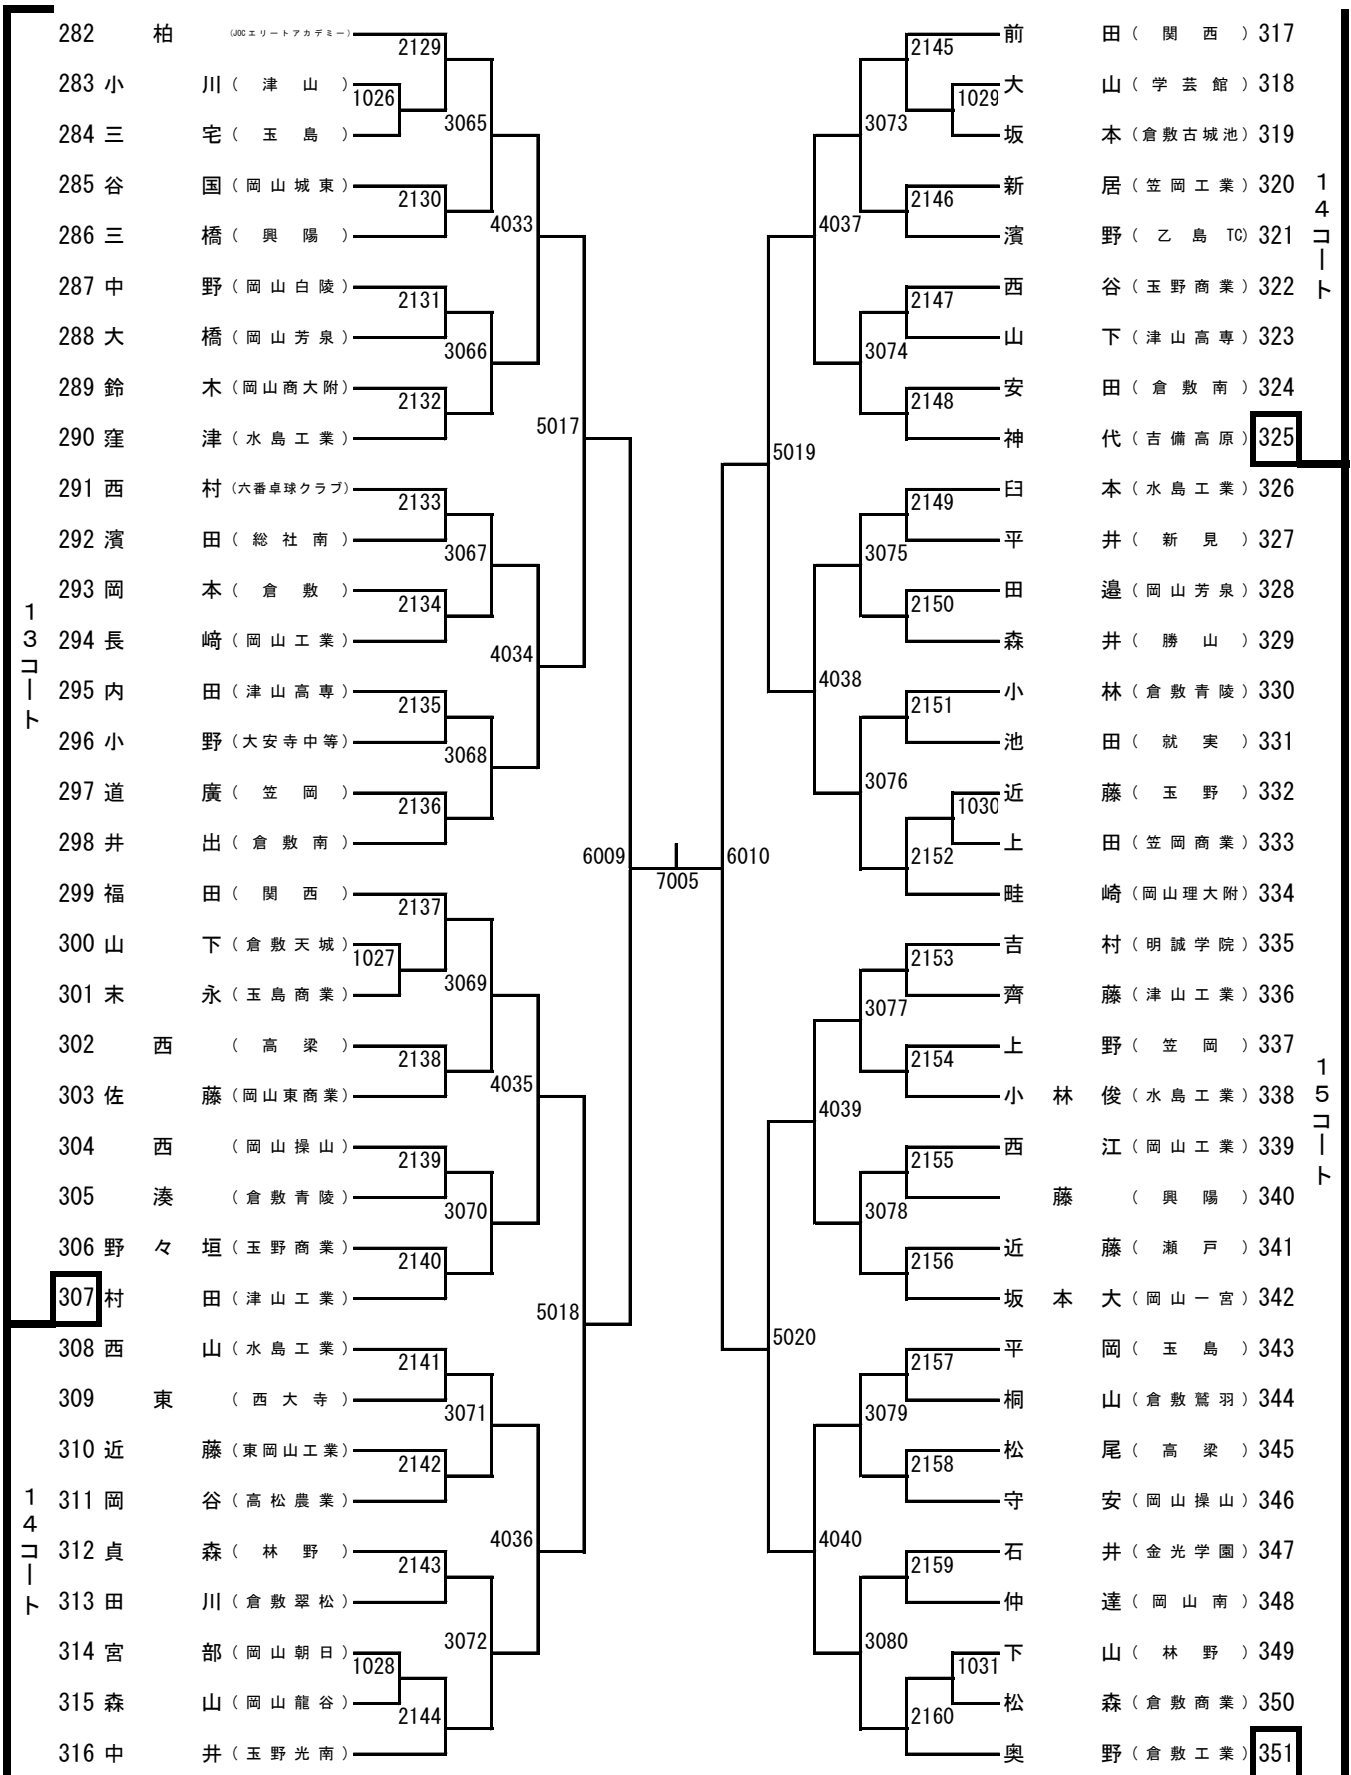 282 柏 (JOCエリートアカデミー)
2129
283 小川 (津山)
1026
3065
284 三宅 (玉島)
285 谷国 (岡山城東)
2130
4033
286 三橋 (興陽)
287 中野 (岡山白陵)
2131
288 大橋 (岡山芳泉)
3066
289 鈴木 (岡山商大附)
2132
5017
290 窪津 (水島工業)
291 西村 (六番卓球クラブ)
2133
292 濱田 (総社南)
3067
293 岡本 (倉敷)
2134
294 長﨑 (岡山工業)
4034
295 内田 (津山高専)
2135
296 小野 (大安寺中等)
3068
297 道廣 (笠岡)
2136
298 井出 (倉敷南)
6009
299 福田 (関西)
2137
300 山下 (倉敷天城)
1027
3069
301 末永 (玉島商業)
302 西 (高梁)
2138
4035
303 佐藤 (岡山東商業)
304 西 (岡山操山)
2139
305 湊 (倉敷青陵)
3070
306 野々垣 (玉野商業)
2140
307 村田 (津山工業)
5018
308 西山 (水島工業)
2141
309 東 (西大寺)
3071
310 近藤 (東岡山工業)
2142
311 岡谷 (高松農業)
4036
312 貞森 (林野)
2143
313 田川 (倉敷翠松)
3072
314 宮部 (岡山朝日)
1028
315 森山 (岡山龍谷)
2144
316 中井 (玉野光南)
13コート
14コート
7005
前田 (関西) 317
2145
大山 (学芸館) 318
1029
3073
坂本 (倉敷古城池) 319
新居 (笠岡工業) 320
2146
4037
濱野 (乙島TC) 321
西谷 (玉野商業) 322
2147
山下 (津山高専) 323
3074
安田 (倉敷南) 324
2148
神代 (吉備高原) 325
5019
臼本 (水島工業) 326
2149
平井 (新見) 327
3075
田邉 (岡山芳泉) 328
2150
森井 (勝山) 329
4038
小林 (倉敷青陵) 330
2151
池田 (就実) 331
3076
近藤 (玉野) 332
1030
上田 (笠岡商業) 333
2152
6010
畦崎 (岡山理大附) 334
吉村 (明誠学院) 335
2153
齊藤 (津山工業) 336
3077
上野 (笠岡) 337
2154
小林俊 (水島工業) 338
4039
西江 (岡山工業) 339
2155
藤 (興陽) 340
3078
近藤 (瀬戸) 341
2156
坂本大 (岡山一宮) 342
5020
平岡 (玉島) 343
2157
桐山 (倉敷鷲羽) 344
3079
松尾 (高梁) 345
2158
守安 (岡山操山) 346
4040
石井 (金光学園) 347
2159
仲達 (岡山南) 348
3080
下山 (林野) 349
1031
松森 (倉敷商業) 350
2160
奥野 (倉敷工業) 351
14コート
15コート